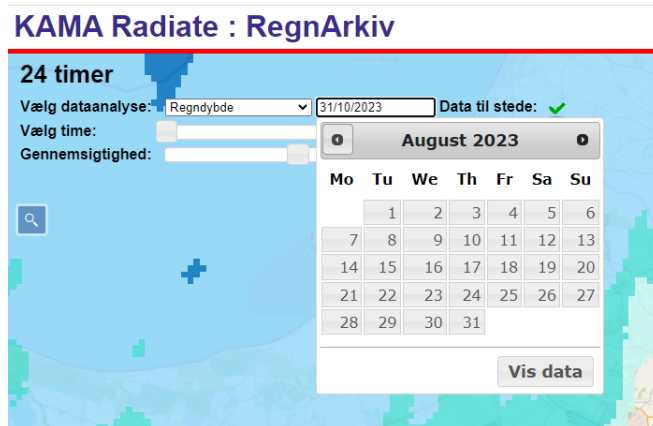 KAMA Radiate : RegnArkiv
24 timer
Vælg dataanalyse: Regndybde 31/10/2023 Data til stede:
Vælg time:
Gennemsigtighed:
August 2023
Mo Tu We Th Fr Sa Su
1 2 3 4 5 6
7 8 9 10 11 12 13
14 15 16 17 18 19 20
21 22 23 24 25 26 27
28 29 30 31
Vis data